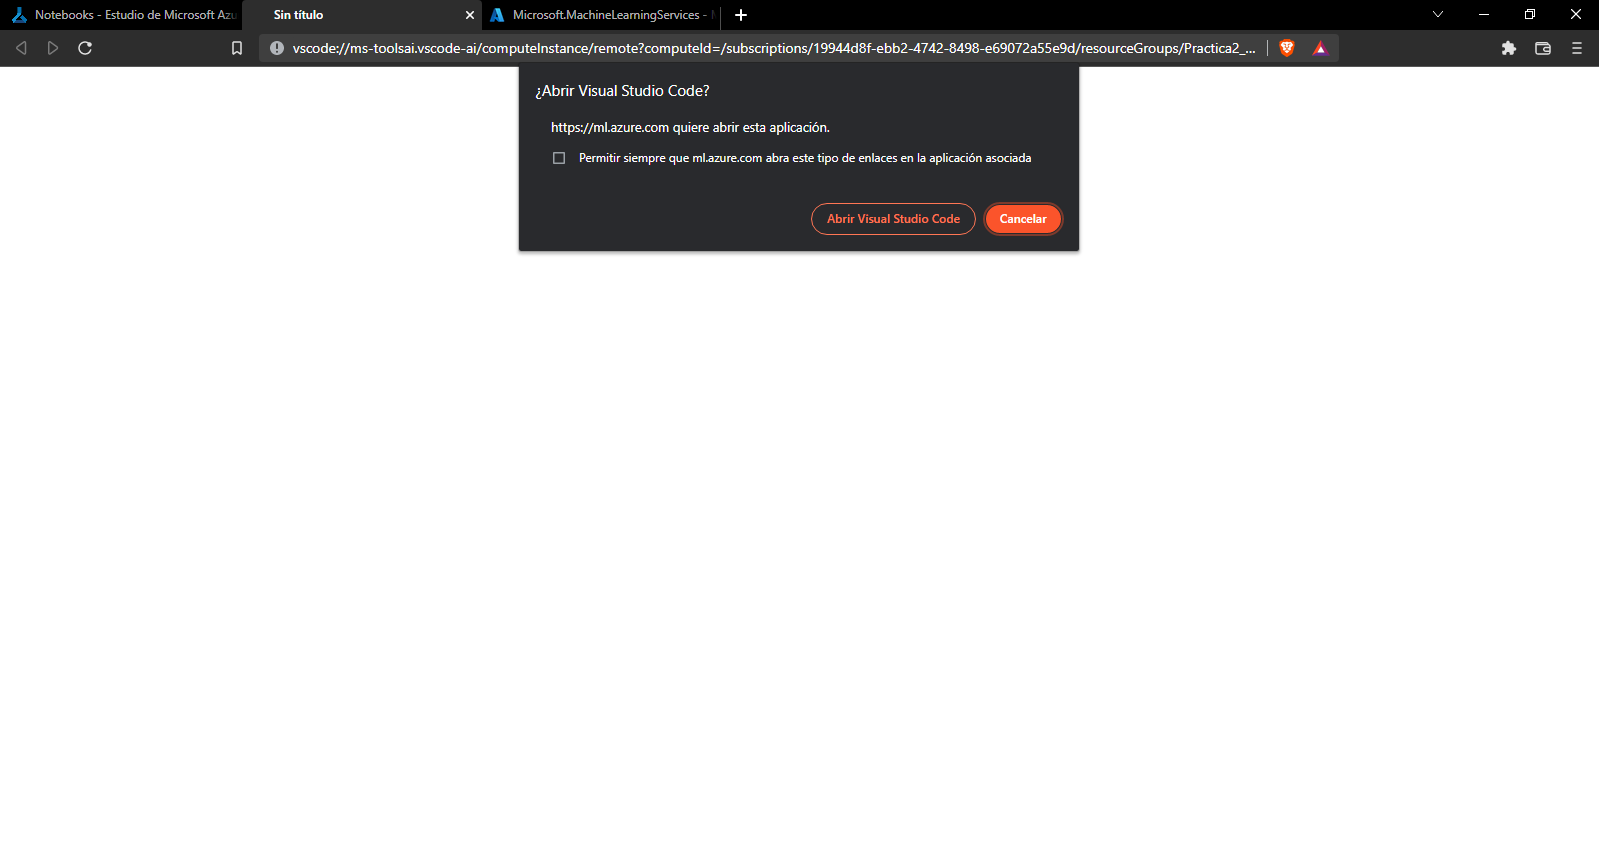 Notebooks - Estudio de Microsoft Azu
Sin título
Microsoft.MachineLearningServices -
vscode://ms-toolsai.vscode-ai/computeInstance/remote?computeId=/subscriptions/19944d8f-ebb2-4742-8498-e69072a55e9d/resourceGroups/Practica2_...
¿Abrir Visual Studio Code?
https://ml.azure.com quiere abrir esta aplicación.
Permitir siempre que ml.azure.com abra este tipo de enlaces en la aplicación asociada
Abrir Visual Studio Code
Cancelar